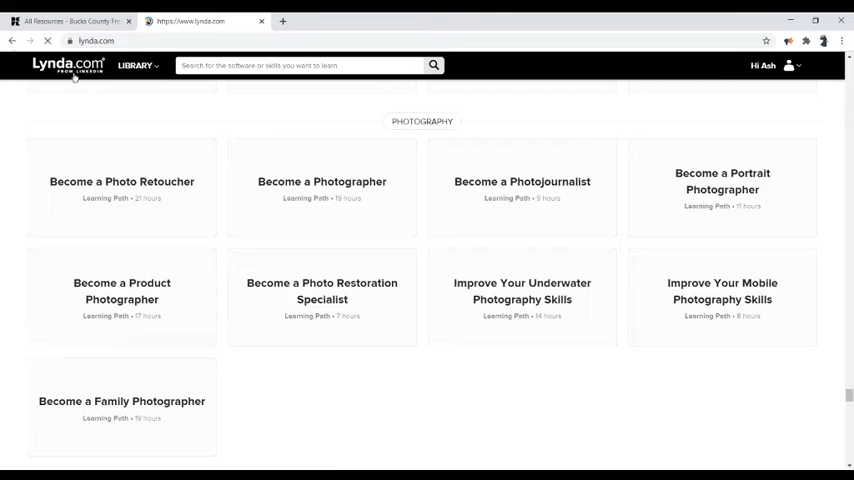 All Resources - Bucks County Fre
https://www.lynda.com
lynda.com
Lynda.com
FROM LINKEDIN
LIBRARY
Search for the software or skills you want to learn
Hi Ash
PHOTOGRAPHY
Become a Photo Retoucher
Learning Path • 21 hours
Become a Photographer
Learning Path • 19 hours
Become a Photojournalist
Learning Path • 9 hours
Become a Portrait
Photographer
Learning Path • 11 hours
Become a Product
Photographer
Learning Path • 17 hours
Become a Photo Restoration
Specialist
Learning Path • 7 hours
Improve Your Underwater
Photography Skills
Learning Path • 14 hours
Improve Your Mobile
Photography Skills
Learning Path • 8 hours
Become a Family Photographer
Learning Path • 19 hours